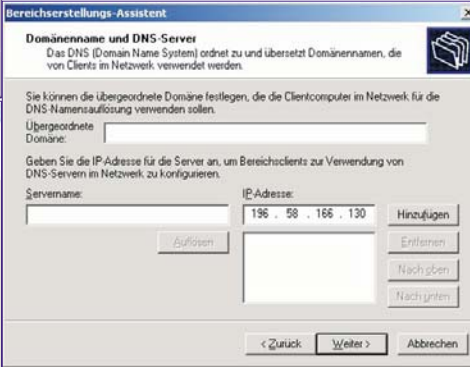 Bereichserstellungs-Assistent
Domänenname und DNS-Server
Das DNS (Domain Name System) ordnet zu und übersetzt Domänennamen, die
von Clients im Netzwerk verwendet werden.
Sie können die übergeordnete Domäne festlegen, die die Clientcomputer im Netzwerk für die
DNS-Namensauflösung verwenden sollen.
Übergeordnete
Domäne:
Geben Sie die IP-Adresse für die Server an, um Bereichsclients zur Verwendung von
DNS-Servern im Netzwerk zu konfigurieren.
Servername: IP-Adresse:
196 . 58 . 166 . 130 Hinzufügen
Auflösen Entfernen
Nach oben
Nach unten
< Zurück Weiter > Abbrechen